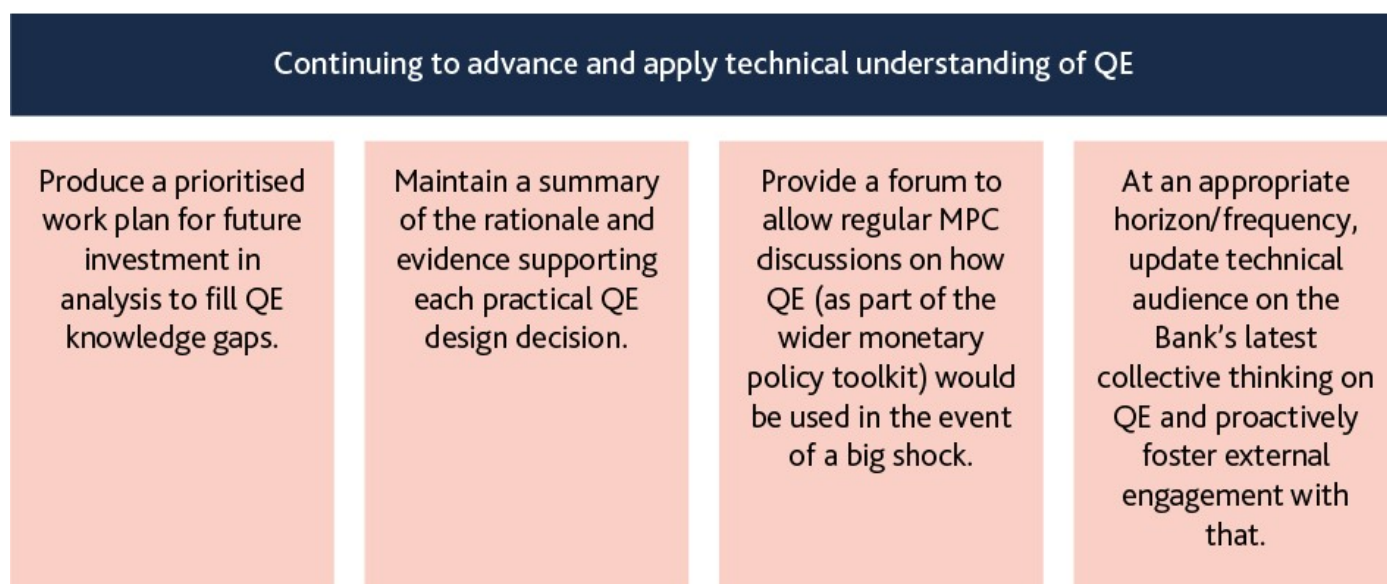 Continuing to advance and apply technical understanding of QE
Produce a prioritised
work plan for future
investment in
analysis to fill QE
knowledge gaps.
Maintain a summary
of the rationale and
evidence supporting
each practical QE
design decision.
Provide a forum to
allow regular MPC
discussions on how
QE (as part of the
wider monetary
policy toolkit) would
be used in the event
of a big shock.
At an appropriate
horizon/frequency,
update technical
audience on the
Bank’s latest
collective thinking on
QE and proactively
foster external
engagement with
that.